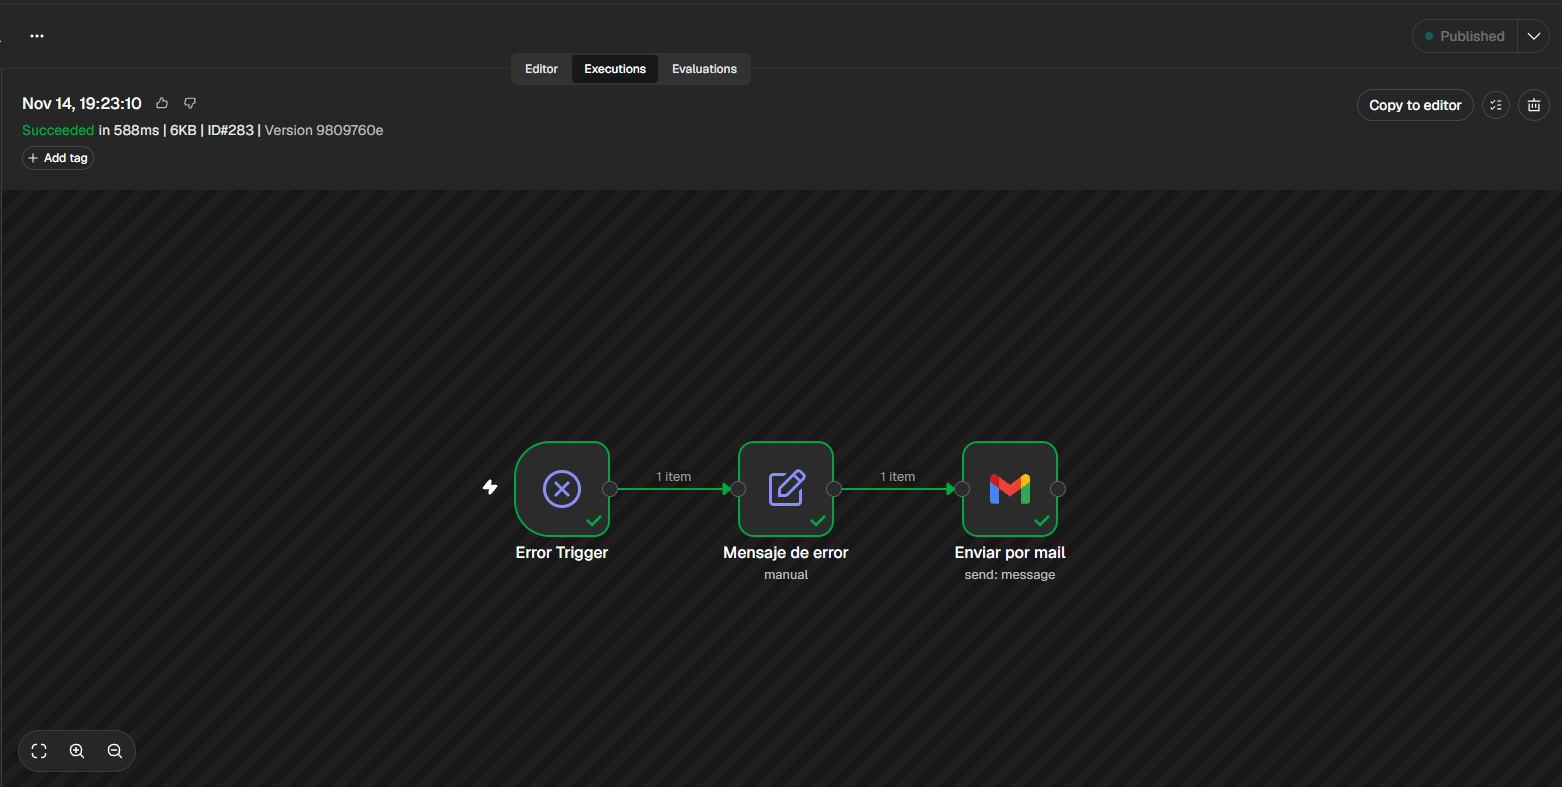 ...
Published
Editor Executions Evaluations
Nov 14, 19:23:10
Copy to editor
Succeeded in 588ms | 6KB | ID#283 | Version 9809760e
+ Add tag
1 item 1 item
Error Trigger Mensaje de error Enviar por mail
manual send: message